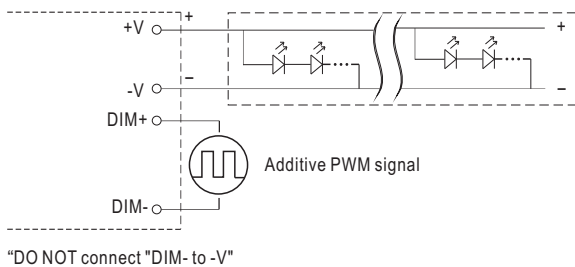 +V
+
+
-V
–
–
DIM+
Additive PWM signal
DIM-
“DO NOT connect "DIM- to -V"